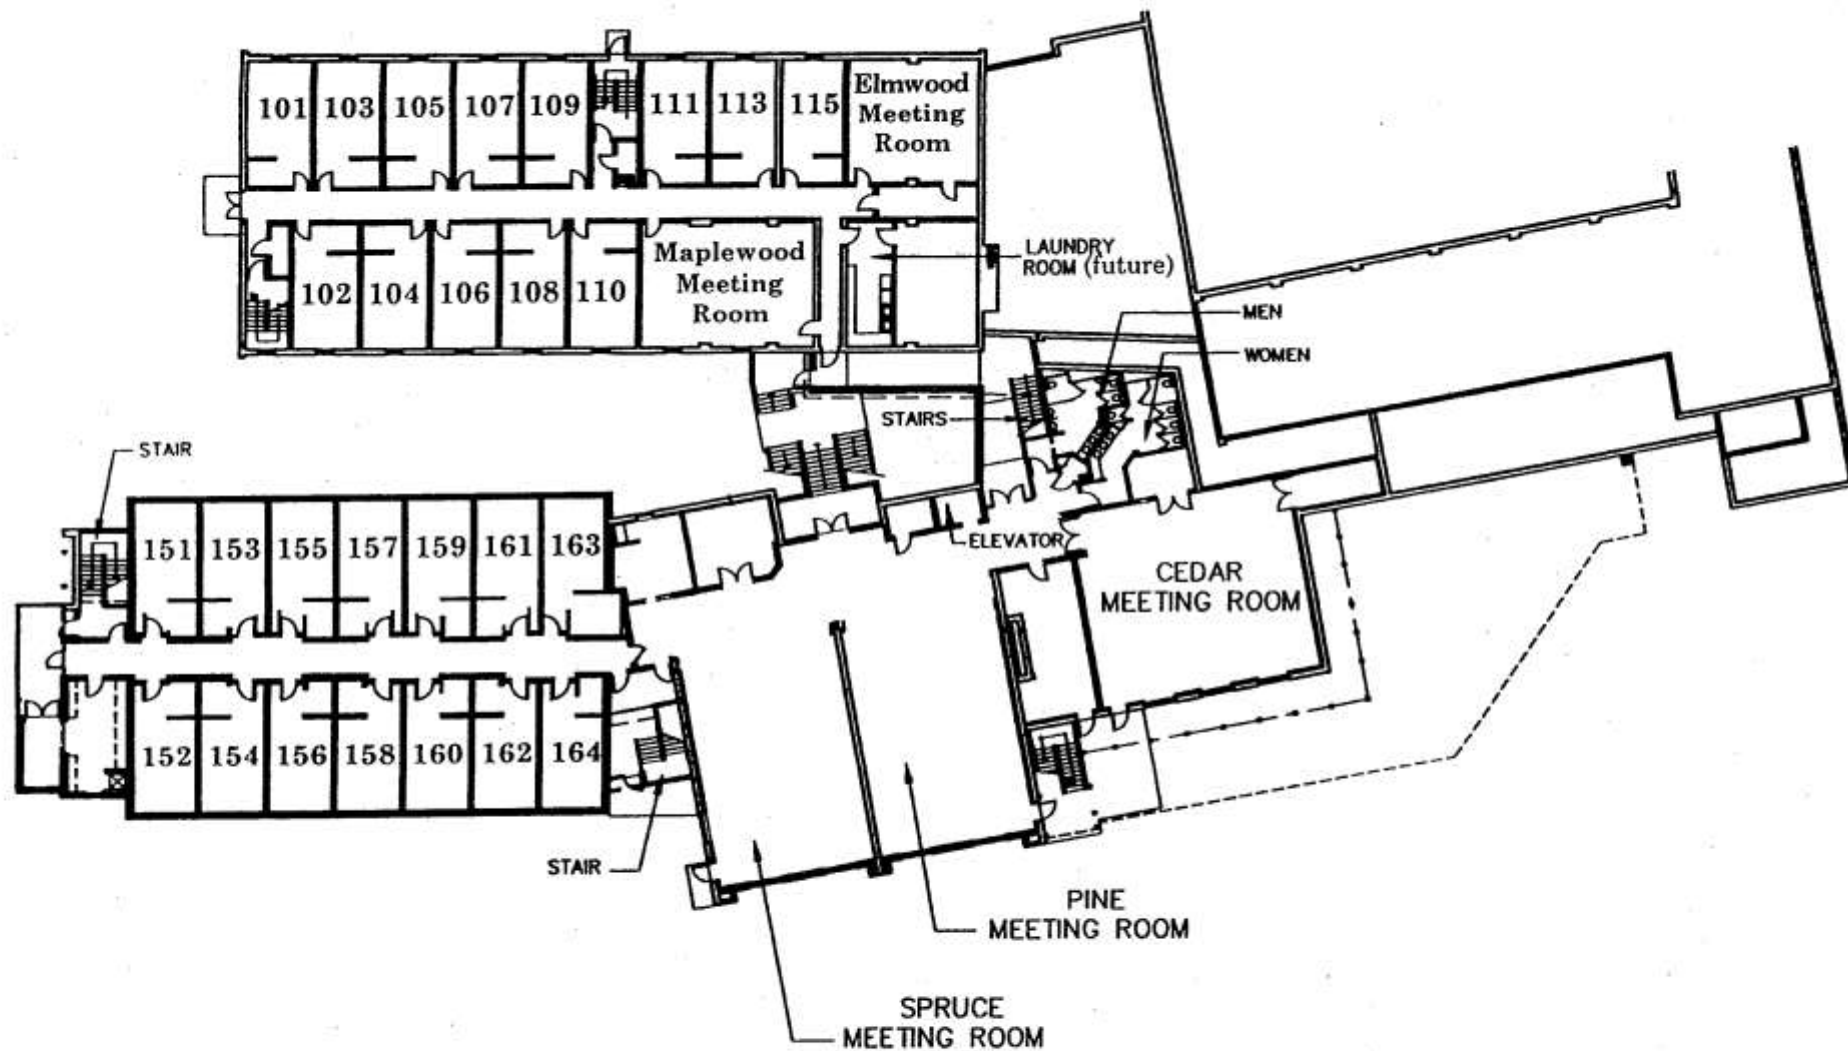 101 103 105 107 109 111 113 115
Elmwood
Meeting
Room
102 104 106 108 110
Maplewood
Meeting
Room
LAUNDRY
ROOM (future)
MEN
WOMEN
STAIRS
STAIR
151 153 155 157 159 161 163
ELEVATOR
CEDAR
MEETING ROOM
152 154 156 158 160 162 164
STAIR
PINE
MEETING ROOM
SPRUCE
MEETING ROOM